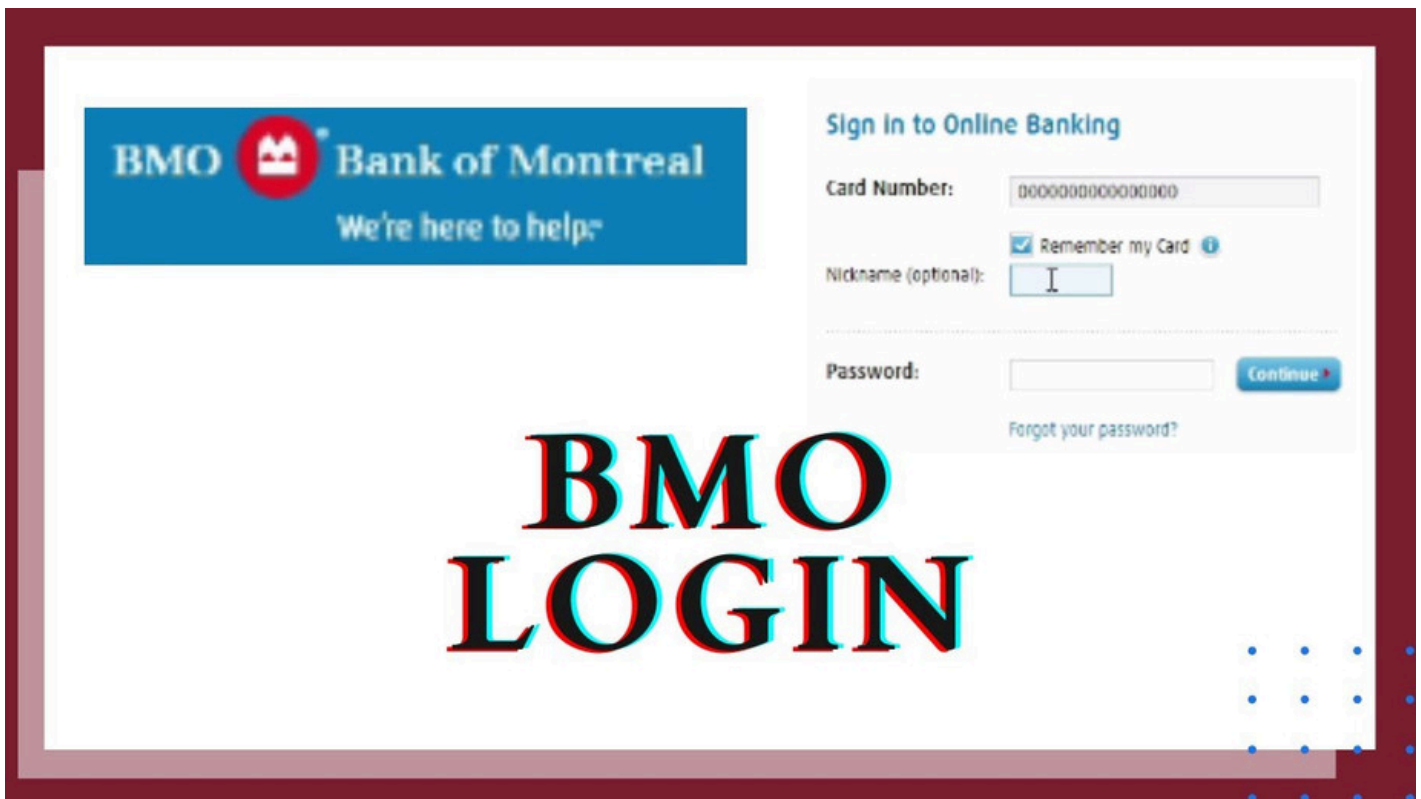 BMO Bank of Montreal
We're here to help.™
Sign in to Online Banking
Card Number: 0000000000000000
Remember my Card
Nickname (optional):
Password:
Continue
Forgot your password?
BMO
LOGIN